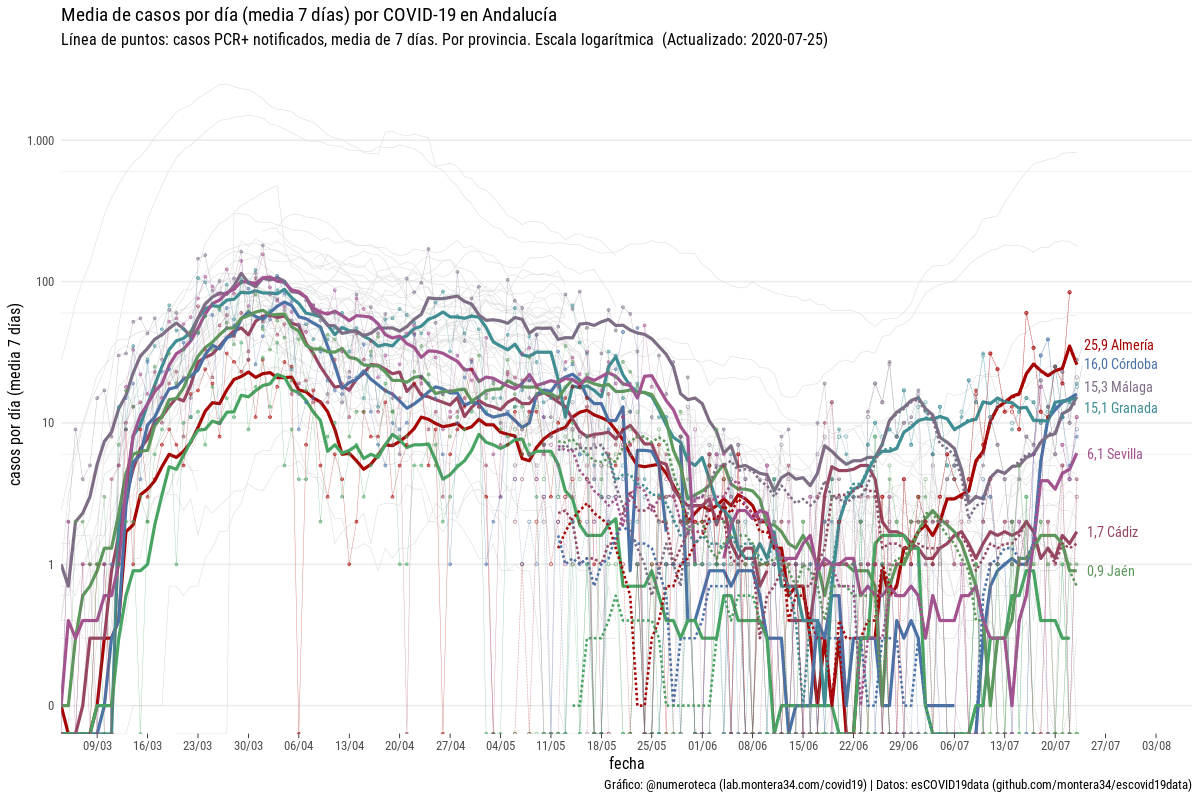 Media de casos por día (media 7 días) por COVID-19 en Andalucía
Línea de puntos: casos PCR+ notificados, media de 7 días. Por provincia. Escala logarítmica (Actualizado: 2020-07-25)
casos por día (media 7 días)
1.000
100
10
1
0
25,9 Almería
16,0 Córdoba
15,3 Málaga
15,1 Granada
6,1 Sevilla
1,7 Cádiz
0,9 Jaén
09/03 16/03 23/03 30/03 06/04 13/04 20/04 27/04 04/05 11/05 18/05 25/05 01/06 08/06 15/06 22/06 29/06 06/07 13/07 20/07 27/07 03/08
fecha
Gráfico: @numeroteca (lab.montera34.com/covid19) | Datos: esCOVID19data (github.com/montera34/escovid19data)